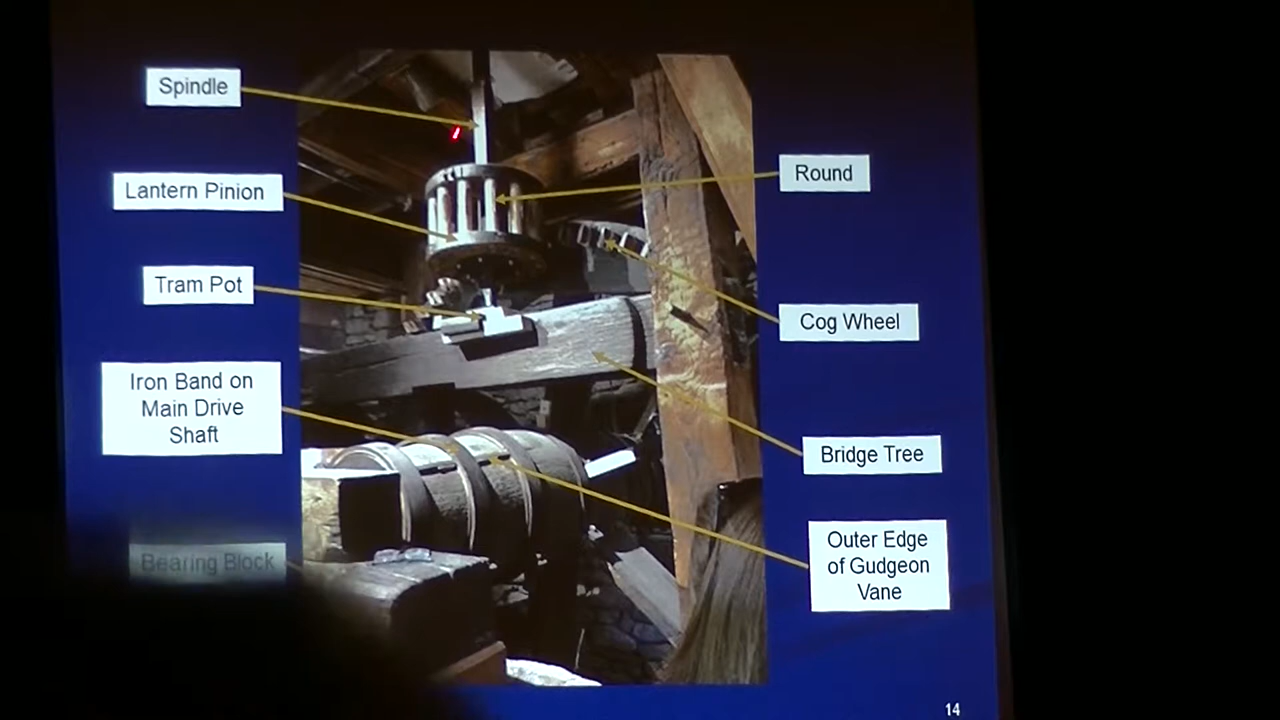 Spindle
Lantern Pinion
Tram Pot
Iron Band on
Main Drive
Shaft
Bearing Block
Round
Cog Wheel
Bridge Tree
Outer Edge
of Gudgeon
Vane
14